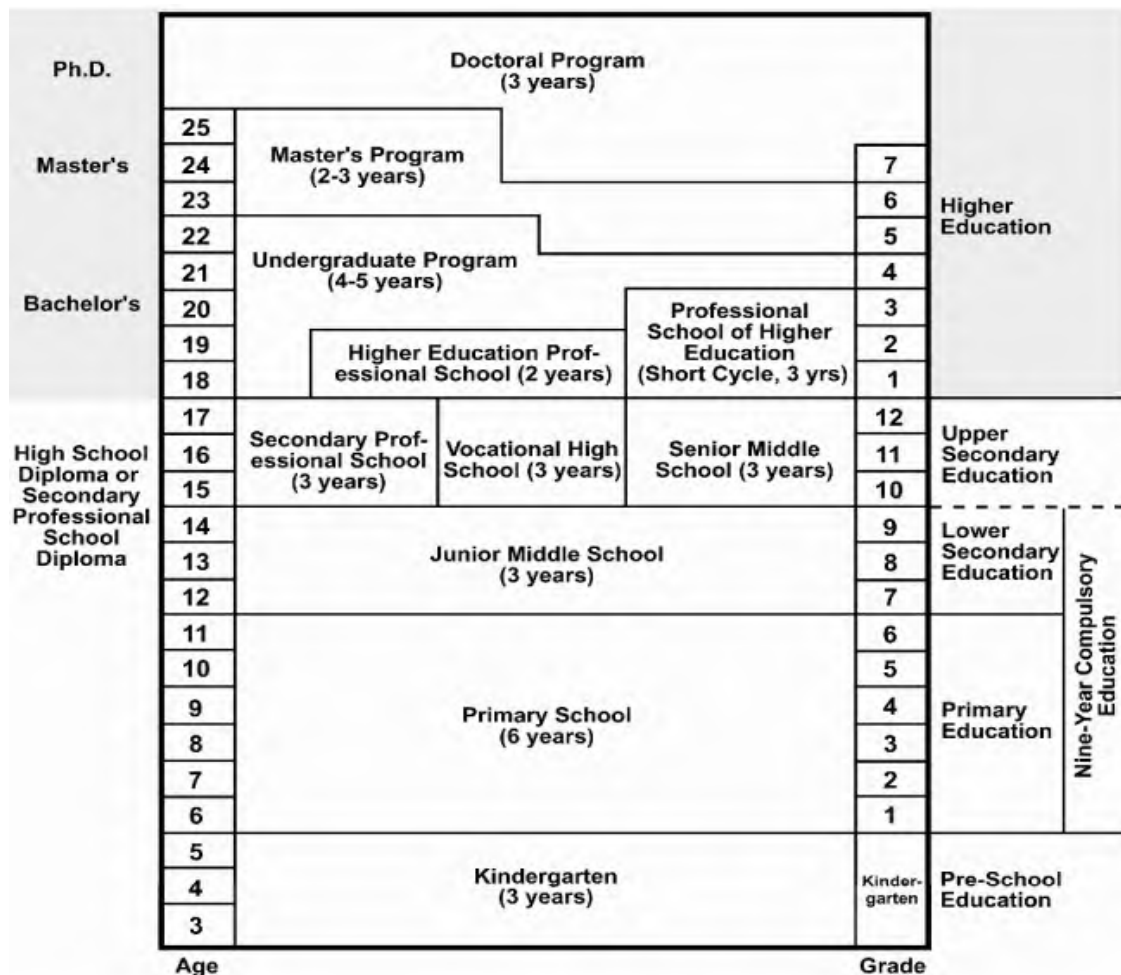 Doctoral Program
(3 years)
Ph.D.
25
Master's
24
23
Master's Program
(2-3 years)
7
6
5
4
3
2
1
Higher
Education
22
21
Bachelor's
20
19
18
Undergraduate Program
(4-5 years)
Higher Education Prof-
essional School (2 years)
Professional
School of Higher
Education
(Short Cycle, 3 yrs)
High School
Diploma or
Secondary
Professional
School
Diploma
17
16
15
Secondary Prof-
essional School
(3 years)
Vocational High
School (3 years)
Senior Middle
School (3 years)
12
11
10
Upper
Secondary
Education
14
13
12
Junior Middle School
(3 years)
9
8
7
Lower
Secondary
Education
Nine-Year Compulsory
Education
11
10
9
8
7
6
Primary School
(6 years)
6
5
4
3
2
1
Primary
Education
5
4
3
Kindergarten
(3 years)
Kinder-
garten
Pre-School
Education
Age
Grade